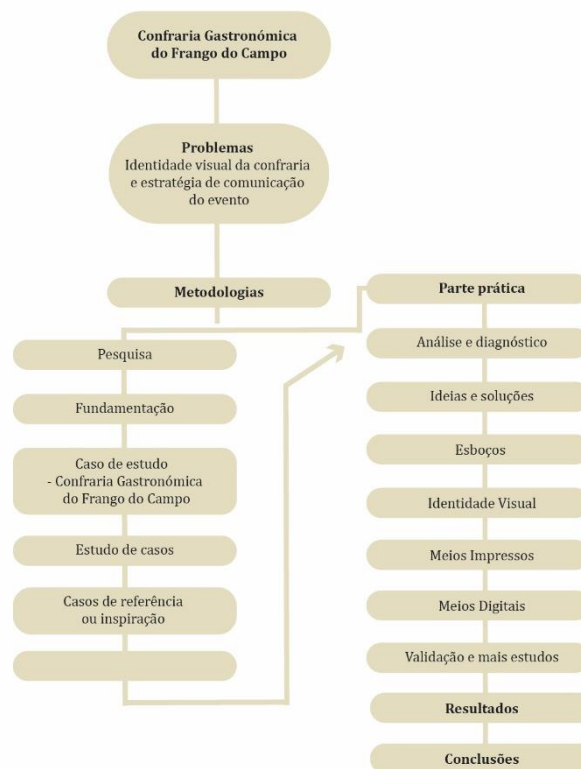 Confraria Gastronómica
do Frango do Campo
Problemas
Identidade visual da confraria
e estratégia de comunicação
do evento
Metodologias
Pesquisa
Fundamentação
Caso de estudo
- Confraria Gastronómica
do Frango do Campo
Estudo de casos
Casos de referência
ou inspiração
Parte prática
Análise e diagnóstico
Ideias e soluções
Esboços
Identidade Visual
Meios Impressos
Meios Digitais
Validação e mais estudos
Resultados
Conclusões